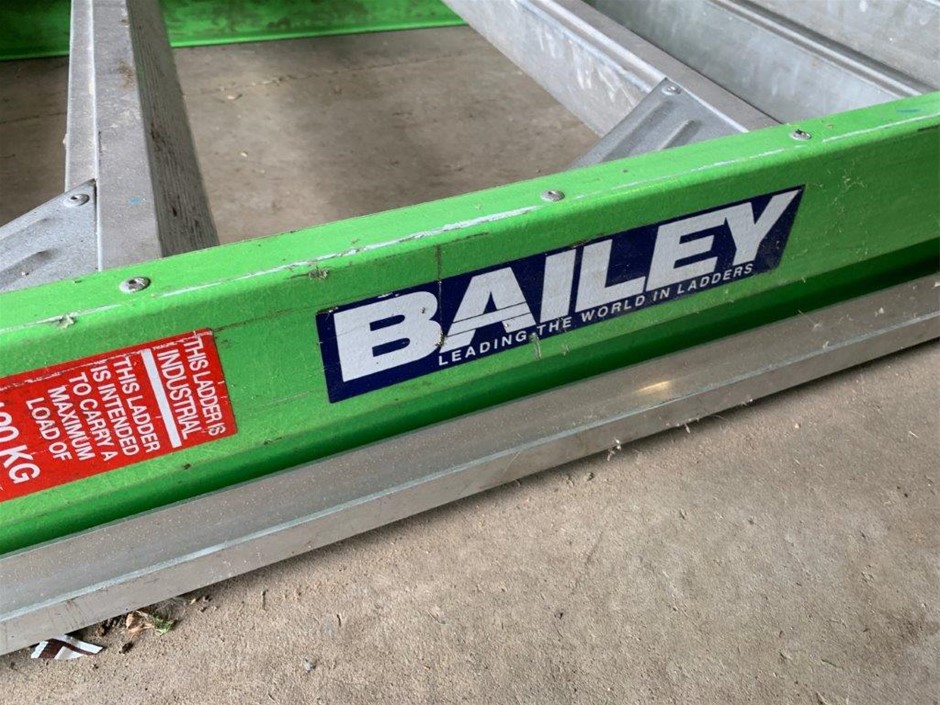 BAILEY
LEADING THE WORLD IN LADDERS
THIS LADDER IS
INDUSTRIAL
THIS LADDER
IS INTENDED
TO CARRY A
MAXIMUM
LOAD OF
KG